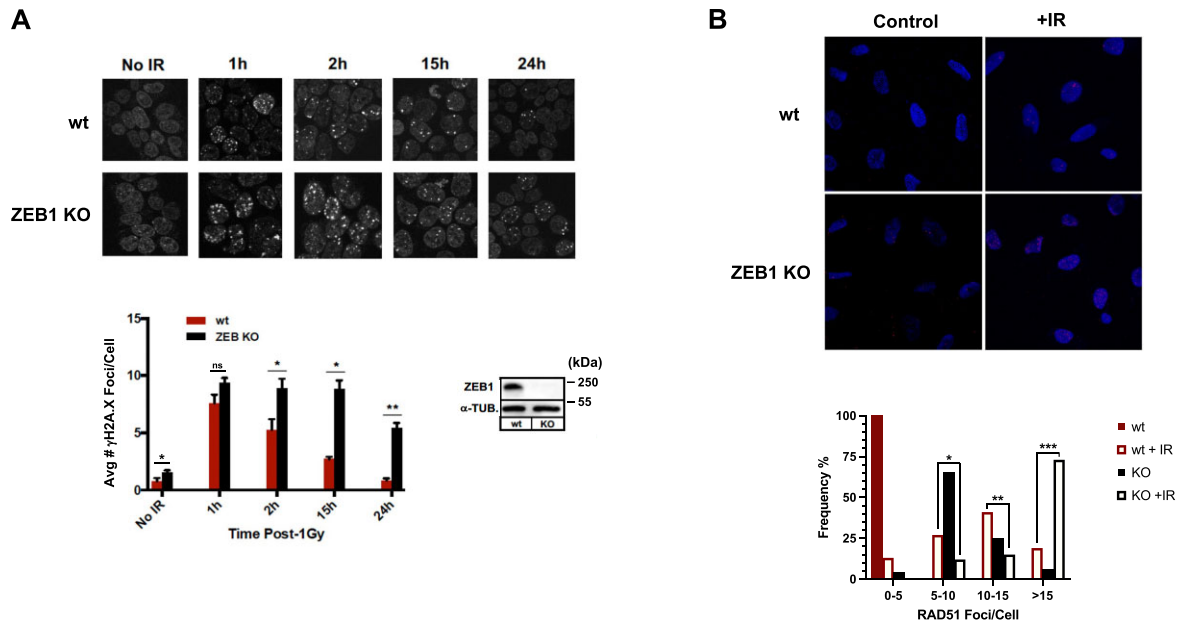 A
No IR 1h 2h 15h 24h
wt
ZEB1 KO
15
10
5
0
Avg # γH2A.X Foci/Cell
wt
ZEB KO
* ns * * **
No IR 1h 2h 15h 24h
Time Post-1Gy
(kDa)
ZEB1 250
α-TUB. 55
wt KO
B
Control +IR
wt
ZEB1 KO
100
75
50
25
0
Frequency %
* ** ***
0-5 5-10 10-15 >15
RAD51 Foci/Cell
wt
wt + IR
KO
KO +IR